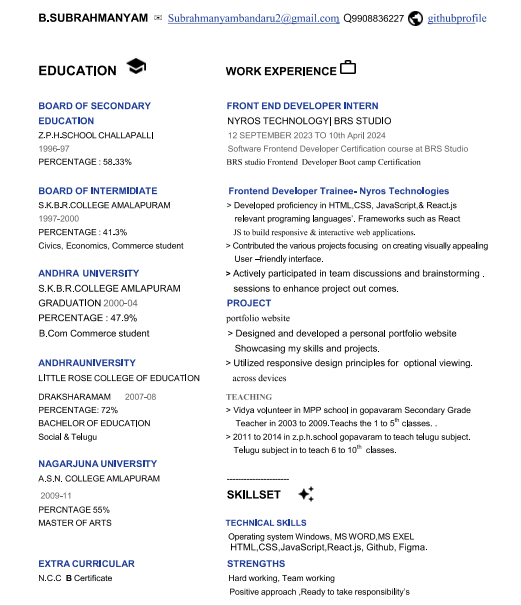 B.SUBRAHMANYAM Subrahmanyambandaru2@gmail.com Q9908836227 githubprofile
EDUCATION
BOARD OF SECONDARY
EDUCATION
Z.P.H.SCHOOL CHALLAPALLI
1996-97
PERCENTAGE : 58.33%
BOARD OF INTERMIDIATE
S.K.B.R.COLLEGE AMALAPURAM
1997-2000
PERCENTAGE : 41.3%
Civics, Economics, Commerce student
ANDHRA UNIVERSITY
S.K.B.R.COLLEGE AMLAPURAM
GRADUATION 2000-04
PERCENTAGE : 47.9%
B.Com Commerce student
ANDHRAUNIVERSITY
LITTLE ROSE COLLEGE OF EDUCATION
DRAKSHARAMAM 2007-08
PERCENTAGE: 72%
BACHELOR OF EDUCATION
Social & Telugu
NAGARJUNA UNIVERSITY
A.S.N. COLLEGE AMLAPURAM
2009-11
PERCNTAGE 55%
MASTER OF ARTS
EXTRA CURRICULAR
N.C.C B Certificate
WORK EXPERIENCE
FRONT END DEVELOPER INTERN
NYROS TECHNOLOGY| BRS STUDIO
12 SEPTEMBER 2023 TO 10th April 2024
Software Frontend Developer Certification course at BRS Studio
BRS studio Frontend Developer Boot camp Certification
Frontend Developer Trainee- Nyros Technologies
> Developed proficiency in HTML,CSS, JavaScript,& React.js
relevant programing languages'. Frameworks such as React
JS to build responsive & interactive web applications.
> Contributed the various projects focusing on creating visually appealing
User –friendly interface.
> Actively participated in team discussions and brainstorming .
sessions to enhance project out comes.
PROJECT
portfolio website
> Designed and developed a personal portfolio website
Showcasing my skills and projects.
> Utilized responsive design principles for optional viewing.
across devices
TEACHING
> Vidya volunteer in MPP school in gopavaram Secondary Grade
Teacher in 2003 to 2009.Teachs the 1 to 5th classes. .
> 2011 to 2014 in z.p.h.school gopavaram to teach telugu subject.
Telugu subject in to teach 6 to 10th classes.
----------------------
SKILLSET
TECHNICAL SKILLS
Operating system Windows, MS WORD,MS EXEL
HTML,CSS,JavaScript,React.js, Github, Figma.
STRENGTHS
Hard working, Team working
Positive approach ,Ready to take responsibility's